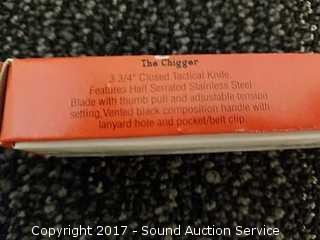 The Chigger
3 3/4" Closed Tactical Knife.
Features Half Serrated Stainless Steel
Blade with thumb pull and adjustable tension
setting, Vented black composition handle with
lanyard hole and pocket/belt clip.
Copyright 2017 - Sound Auction Service